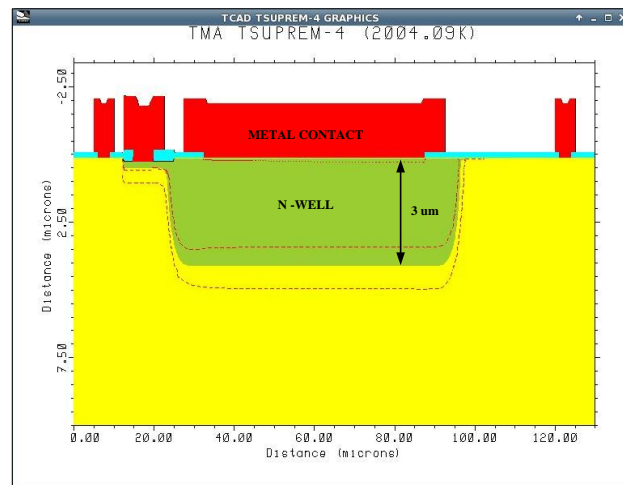 TCAD TSUPREM-4 GRAPHICS
TMA TSUPREM-4 (2004.09K)
-2.50
METAL CONTACT
N -WELL
3 um
2.50
7.50
Distance (microns)
0.00 20.00 40.00 60.00 80.00 100.00 120.00
Distance (microns)